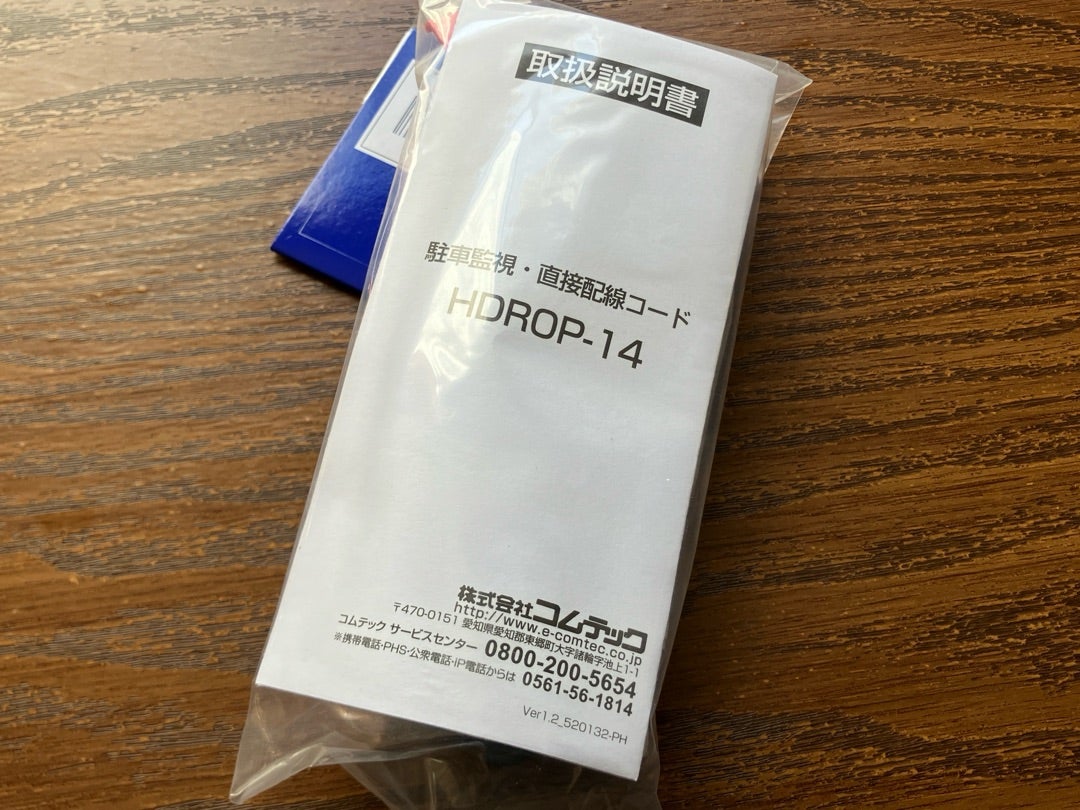 取扱説明書
駐車監視・直接配線コード
HDROP-14
株式会社コムテック
http://www.e-comtec.co.jp
〒470-0151 愛知県愛知郡東郷町大字諸輪字池上1-1
コムテック サービスセンター 0800-200-5654
※携帯電話・PHS・公衆電話・IP電話からは 0561-56-1814
Ver1.2_520132-PH